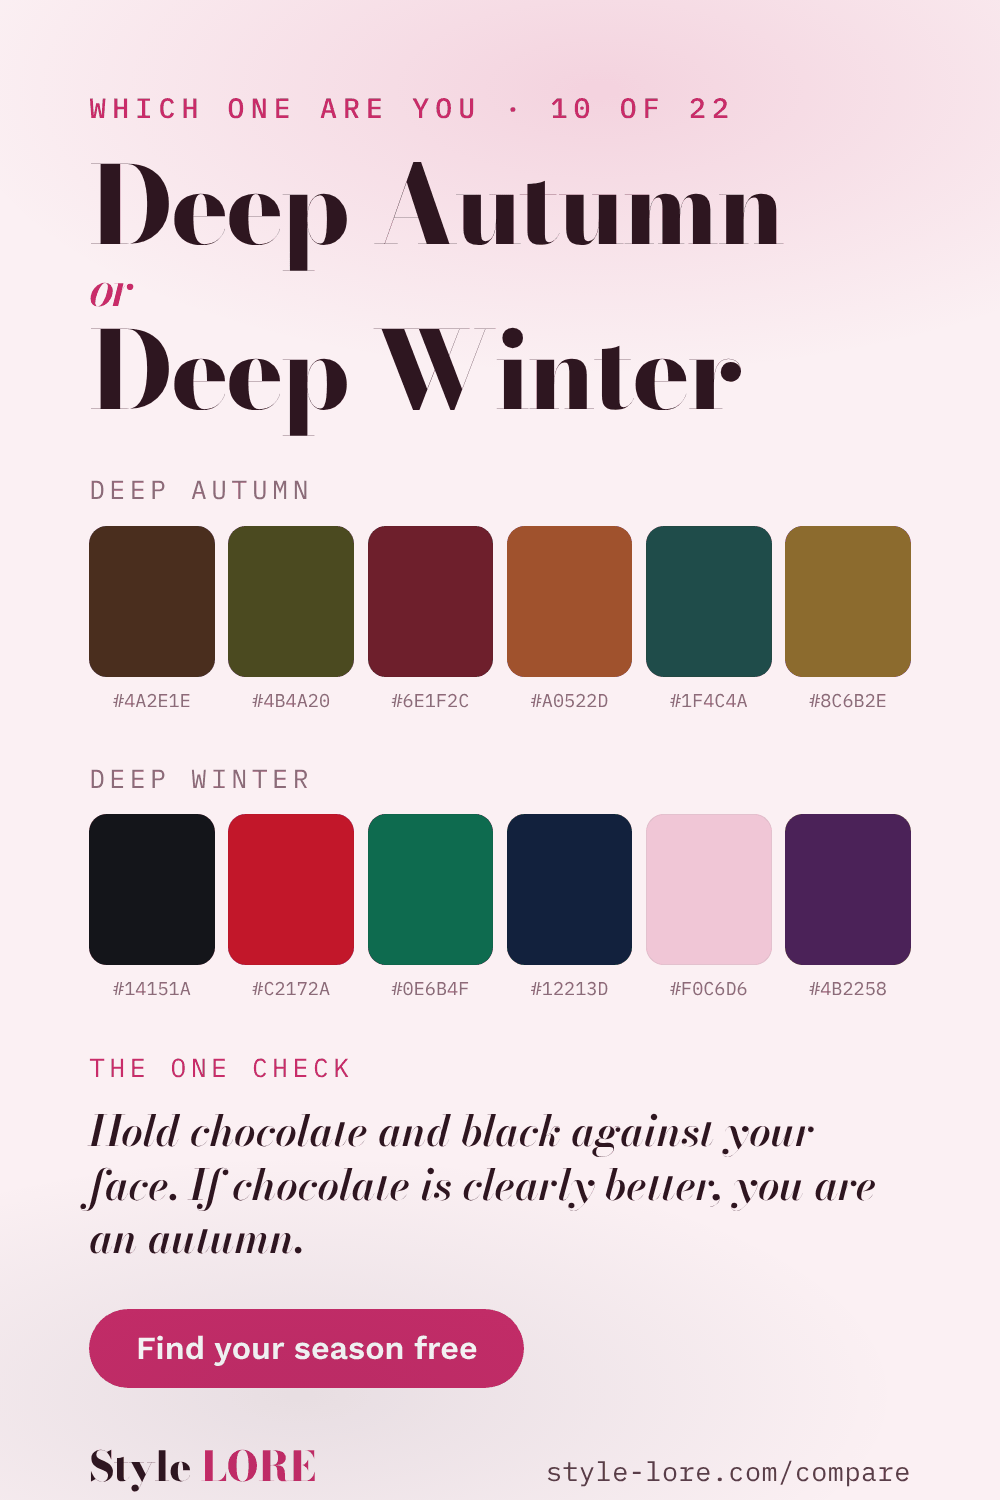 WHICH ONE ARE YOU · 10 OF 22
Deep Autumn
or
Deep Winter
DEEP AUTUMN
#4A2E1E #4B4A20 #6E1F2C #A0522D #1F4C4A #8C6B2E
DEEP WINTER
#14151A #C2172A #0E6B4F #12213D #F0C6D6 #4B2258
THE ONE CHECK
Hold chocolate and black against your
face. If chocolate is clearly better, you are
an autumn.
Find your season free
Style LORE
style-lore.com/compare